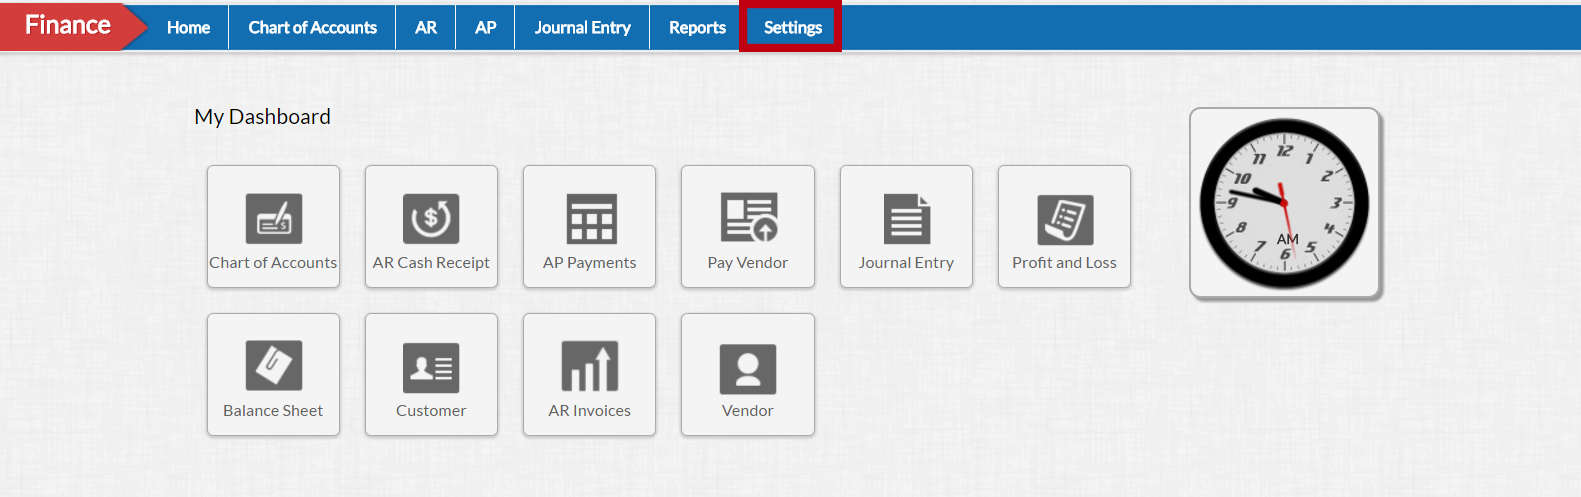 Finance
Home
Chart of Accounts
AR
AP
Journal Entry
Reports
Settings
My Dashboard
Chart of Accounts
AR Cash Receipt
AP Payments
Pay Vendor
Journal Entry
Profit and Loss
Balance Sheet
Customer
AR Invoices
Vendor
12
1
2
3
4
5
6
7
8
9
10
11
AM